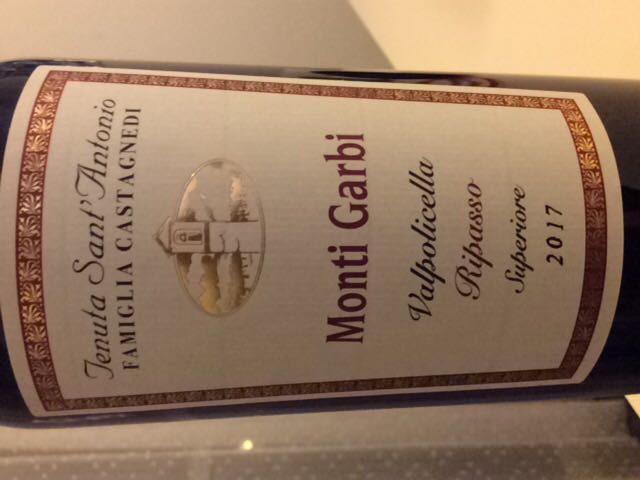 Tenuta Sant'Antonio
FAMIGLIA CASTAGNEDI
Monti Garbi
Valpolicella
Ripasso
Superiore
2017